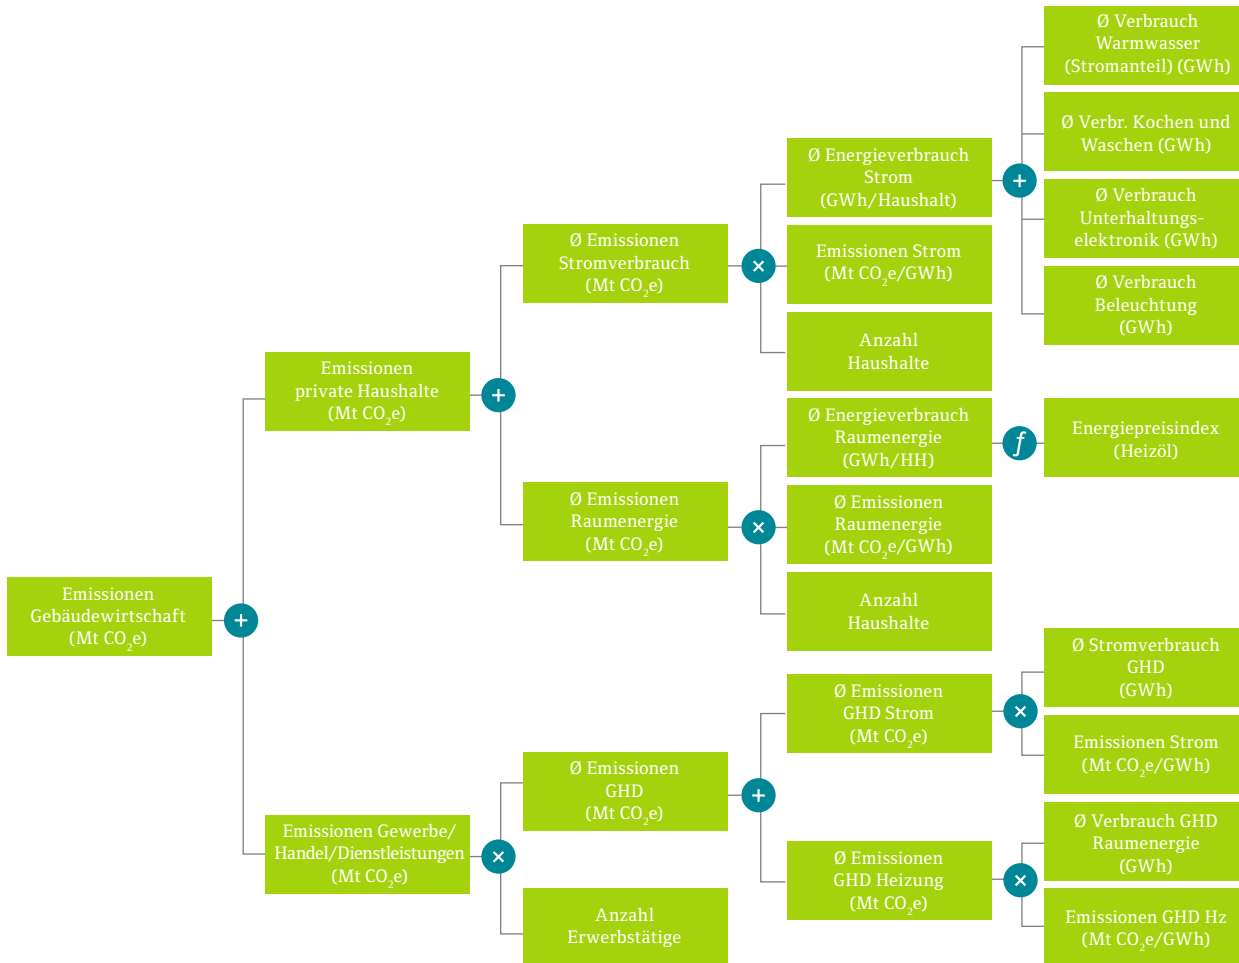 Emissionen
Gebäudewirtschaft
(Mt CO₂e)
+
Emissionen
private Haushalte
(Mt CO₂e)
+
Emissionen Gewerbe/
Handel/Dienstleistungen
(Mt CO₂e)
×
Ø Emissionen
Stromverbrauch
(Mt CO₂e)
×
Ø Emissionen
Raumenergie
(Mt CO₂e)
×
Ø Emissionen
GHD
(Mt CO₂e)
+
Anzahl
Erwerbstätige
Ø Energieverbrauch
Strom
(GWh/Haushalt)
+
Emissionen Strom
(Mt CO₂e/GWh)
Anzahl
Haushalte
Ø Energieverbrauch
Raumenergie
(GWh/HH)
ƒ
Ø Emissionen
Raumenergie
(Mt CO₂e/GWh)
Anzahl
Haushalte
Ø Emissionen
GHD Strom
(Mt CO₂e)
×
Ø Emissionen
GHD Heizung
(Mt CO₂e)
×
Ø Verbrauch
Warmwasser
(Stromanteil) (GWh)
Ø Verbr. Kochen und
Waschen (GWh)
Ø Verbrauch
Unterhaltungs-
elektronik (GWh)
Ø Verbrauch
Beleuchtung
(GWh)
Energiepreisindex
(Heizöl)
Ø Stromverbrauch
GHD
(GWh)
Emissionen Strom
(Mt CO₂e/GWh)
Ø Verbrauch GHD
Raumenergie
(GWh)
Emissionen GHD Hz
(Mt CO₂e/GWh)